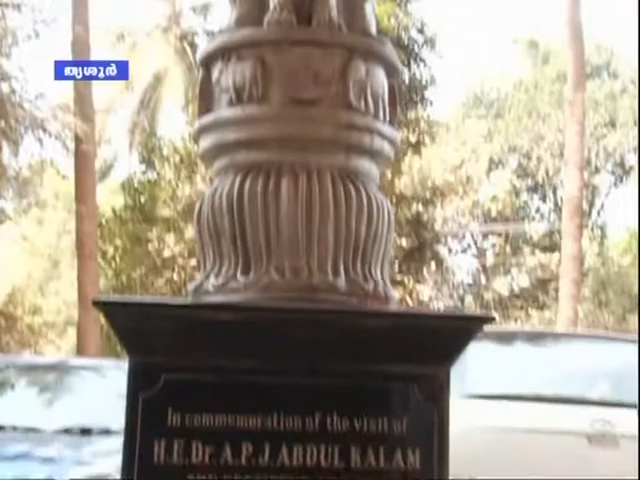 തൃശൂർ
In commemoration of the visit of
H.E.Dr.A.P.J.ABDUL KALAM